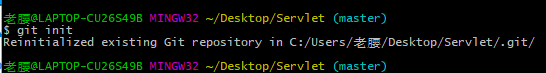 老腰@LAPTOP-CU26S49B MINGW32 ~/Desktop/Servlet (master)
$ git init
Reinitialized existing Git repository in C:/Users/老腰/Desktop/Servlet/.git/
老腰@LAPTOP-CU26S49B MINGW32 ~/Desktop/Servlet (master)